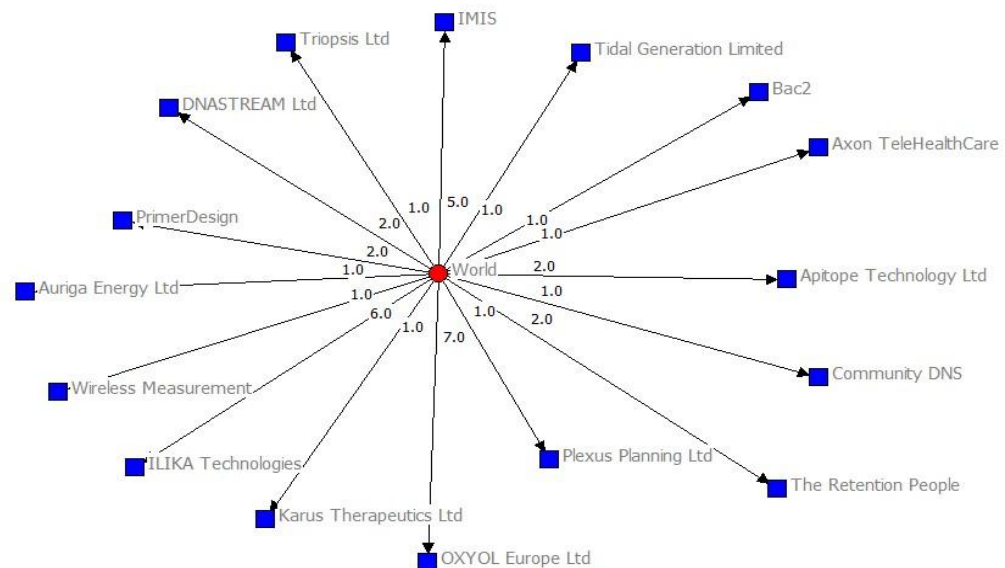 IMIS
Triopsis Ltd
Tidal Generation Limited
Bac2
DNASTREAM Ltd
Axon TeleHealthCare
1.0
5.0
1.0
PrimerDesign
2.0
1.0
1.0
2.0
World
2.0
1.0
Apitope Technology Ltd
Auriga Energy Ltd
1.0
1.0
6.0
1.0
2.0
1.0
7.0
Community DNS
Wireless Measurement
Plexus Planning Ltd
ILIKA Technologies
The Retention People
Karus Therapeutics Ltd
OXYOL Europe Ltd